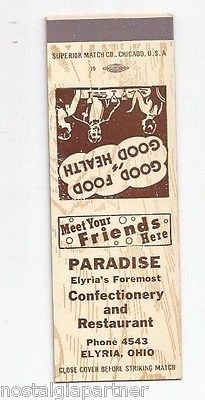 SUPERIOR MATCH CO., CHICAGO, U.S.A
GOOD FOOD
GOOD HEALTH
Meet Your
Friends
Here
PARADISE
Elyria's Foremost
Confectionery
and
Restaurant
Phone 4543
ELYRIA, OHIO
CLOSE COVER BEFORE STRIKING MATCH
© nostalgiapartner